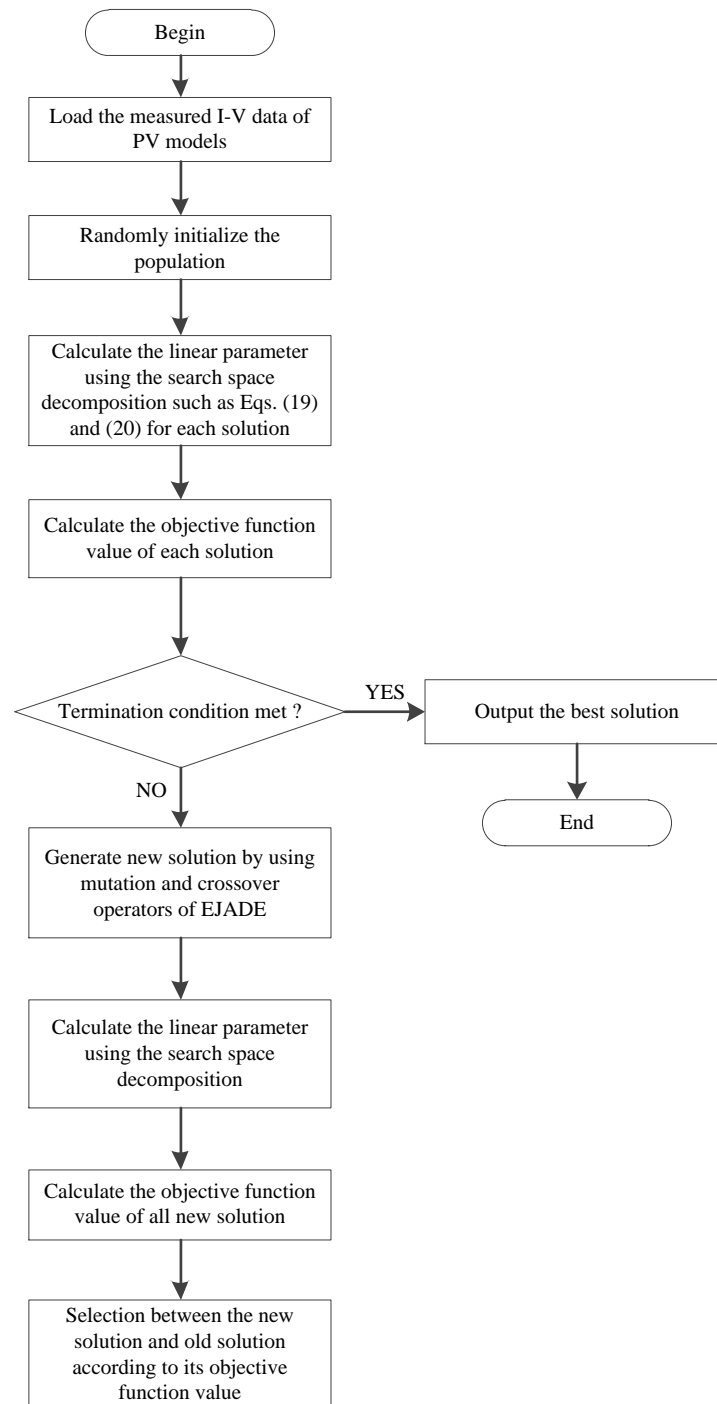 Begin
Load the measured I-V data of
PV models
Randomly initialize the
population
Calculate the linear parameter
using the search space
decomposition such as Eqs. (19)
and (20) for each solution
Calculate the objective function
value of each solution
Termination condition met ?
YES
Output the best solution
End
NO
Generate new solution by using
mutation and crossover
operators of EJADE
Calculate the linear parameter
using the search space
decomposition
Calculate the objective function
value of all new solution
Selection between the new
solution and old solution
according to its objective
function value